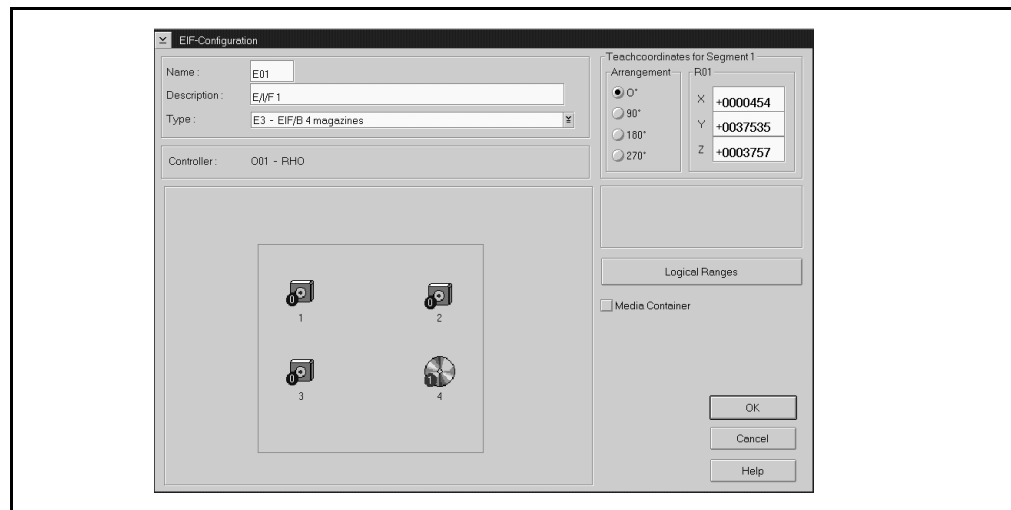 EIF-Configuration
Name :
E01
Description :
E/I/F 1
Type :
E3 - EIF/B 4 magazines
Controller :
O01 - RHO
Teachcoordinates for Segment 1
Arrangement
0°
90°
180°
270°
R01
X +0000454
Y +0037535
Z +0003757
Logical Ranges
Media Container
0
1
0
2
0
3
1
4
OK
Cancel
Help